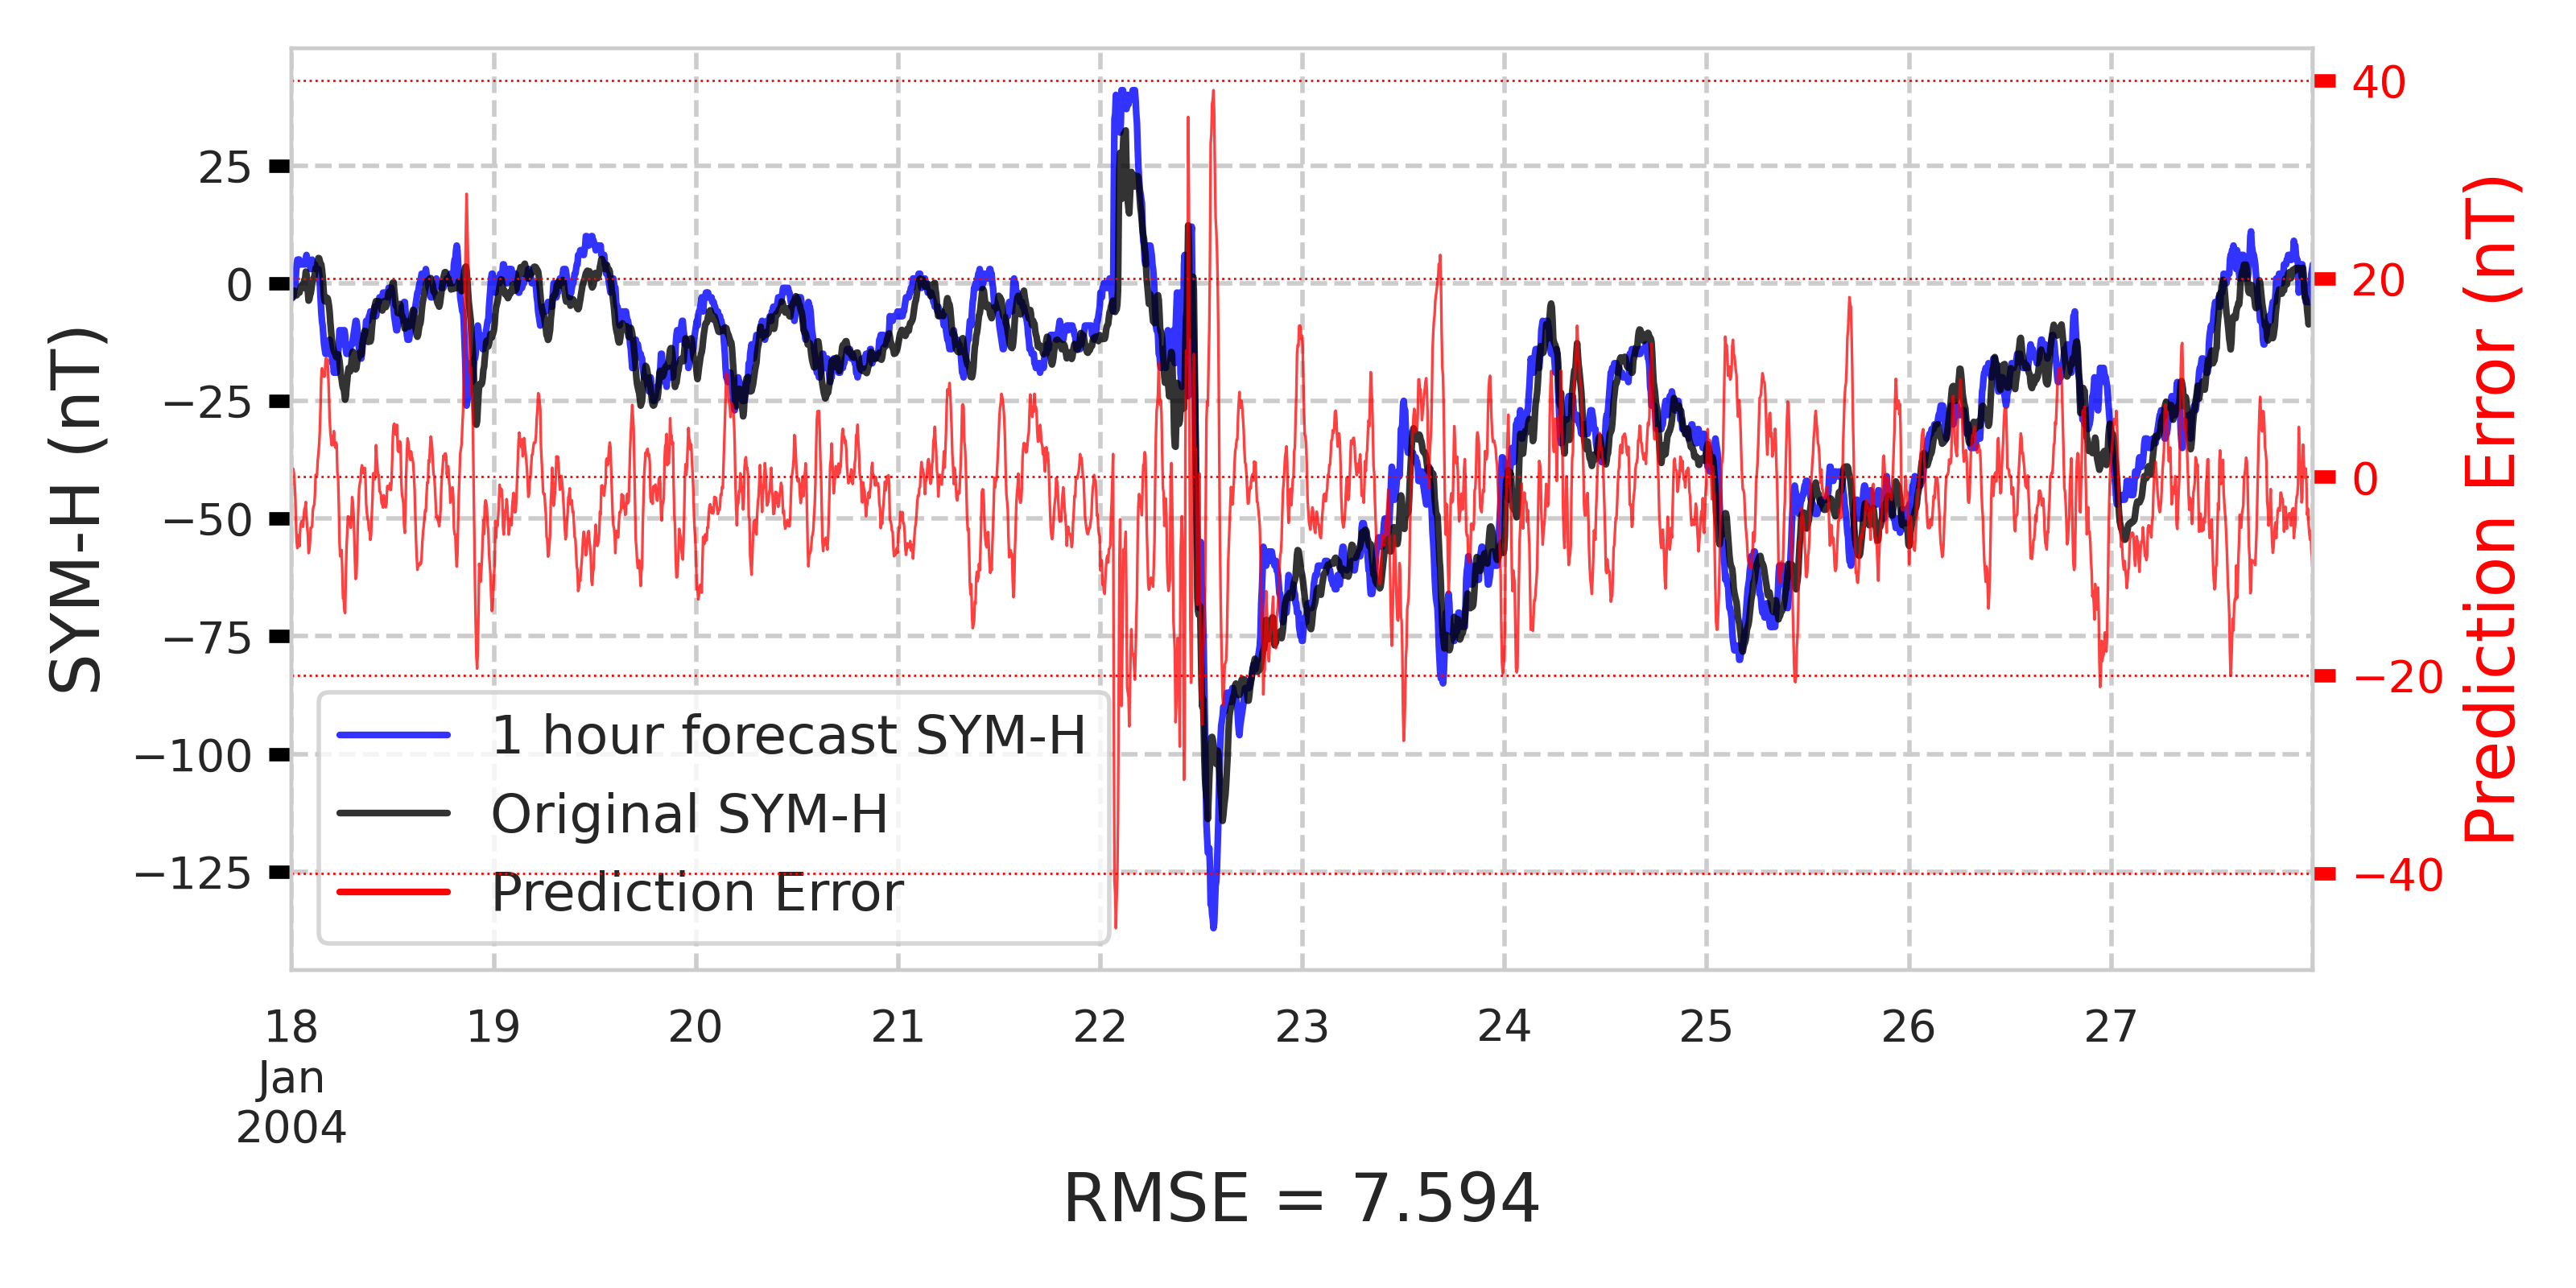 SYM-H (nT)
25
0
−25
−50
−75
−100
−125
40
20
0
−20
−40
Prediction Error (nT)
1 hour forecast SYM-H
Original SYM-H
Prediction Error
18 19 20 21 22 23 24 25 26 27
Jan
2004
RMSE = 7.594